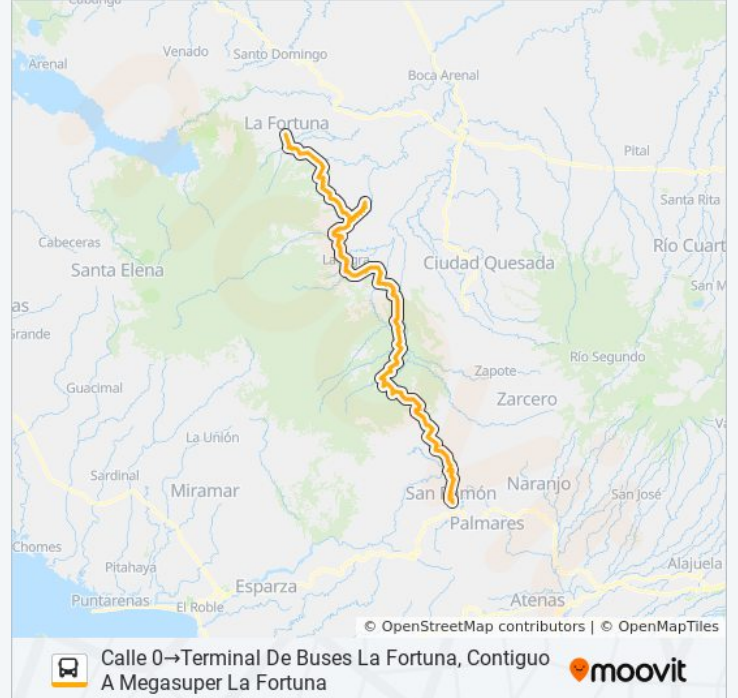 Cubujuquí
Arenal
Venado
Santo Domingo
Boca Arenal
La Fortuna
Pital
Santa Rita
Cabeceras
Santa Elena
Ciudad Quesada
Río Cuart
San M
as
Grande
Río Segundo
Guacimal
Zapote
Zarcero
La Unión
Sardinal
Miramar
San Ramón
Naranjo
San José
Palmares
Chomes
Pitahaya
Alajuela
Puntarenas
El Roble
Esparza
Atenas
© OpenStreetMap contributors | © OpenMapTiles
Calle 0→Terminal De Buses La Fortuna, Contiguo
A Megasuper La Fortuna
moovit